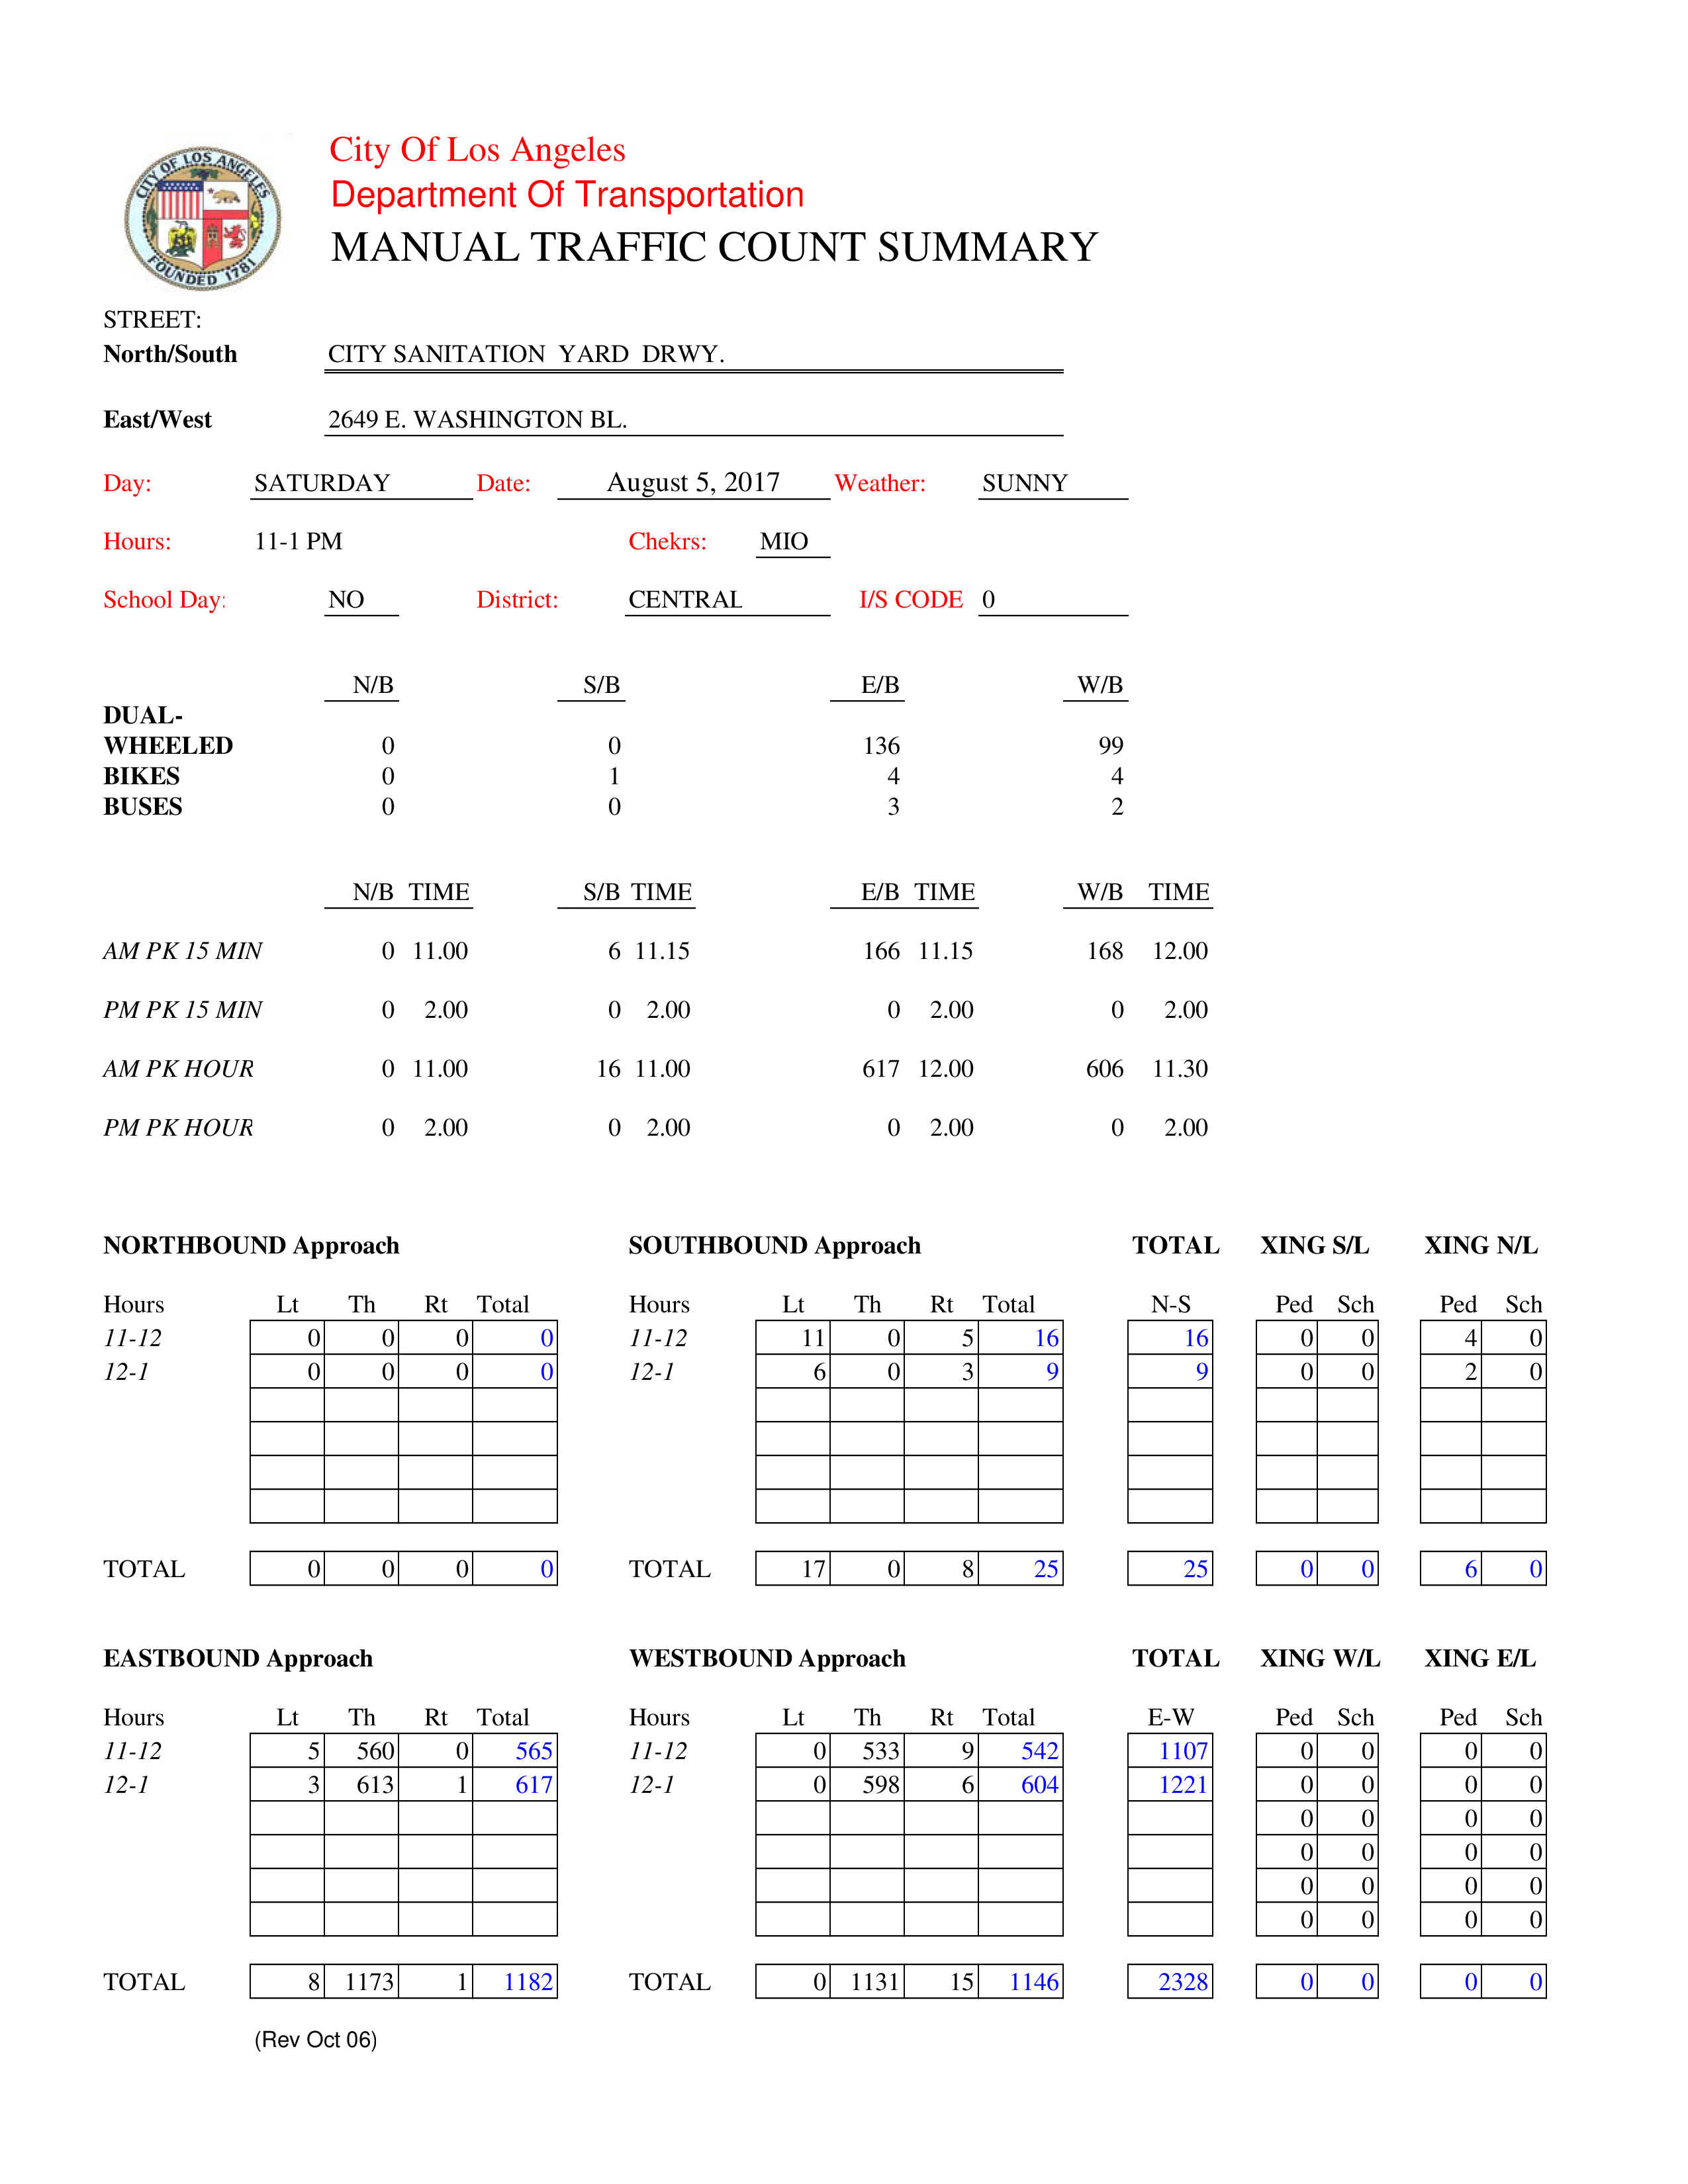 CITY OF LOS ANGELES
FOUNDED 1781
City Of Los Angeles
Department Of Transportation
MANUAL TRAFFIC COUNT SUMMARY
STREET:
North/South CITY SANITATION YARD DRWY.
East/West 2649 E. WASHINGTON BL.
Day: SATURDAY Date: August 5, 2017 Weather: SUNNY
Hours: 11-1 PM Chekrs: MIO
School Day: NO District: CENTRAL I/S CODE 0
N/B S/B E/B W/B
DUAL-
WHEELED 0 0 136 99
BIKES 0 1 4 4
BUSES 0 0 3 2
N/B TIME S/B TIME E/B TIME W/B TIME
AM PK 15 MIN 0 11.00 6 11.15 166 11.15 168 12.00
PM PK 15 MIN 0 2.00 0 2.00 0 2.00 0 2.00
AM PK HOUR 0 11.00 16 11.00 617 12.00 606 11.30
PM PK HOUR 0 2.00 0 2.00 0 2.00 0 2.00
NORTHBOUND Approach SOUTHBOUND Approach TOTAL XING S/L XING N/L
Hours Lt Th Rt Total Hours Lt Th Rt Total N-S Ped Sch Ped Sch
11-12 0 0 0 0 11-12 11 0 5 16 16 0 0 4 0
12-1 0 0 0 0 12-1 6 0 3 9 9 0 0 2 0
TOTAL 0 0 0 0 TOTAL 17 0 8 25 25 0 0 6 0
EASTBOUND Approach WESTBOUND Approach TOTAL XING W/L XING E/L
Hours Lt Th Rt Total Hours Lt Th Rt Total E-W Ped Sch Ped Sch
11-12 5 560 0 565 11-12 0 533 9 542 1107 0 0 0 0
12-1 3 613 1 617 12-1 0 598 6 604 1221 0 0 0 0
0 0 0 0
0 0 0 0
0 0 0 0
0 0 0 0
TOTAL 8 1173 1 1182 TOTAL 0 1131 15 1146 2328 0 0 0 0
(Rev Oct 06)